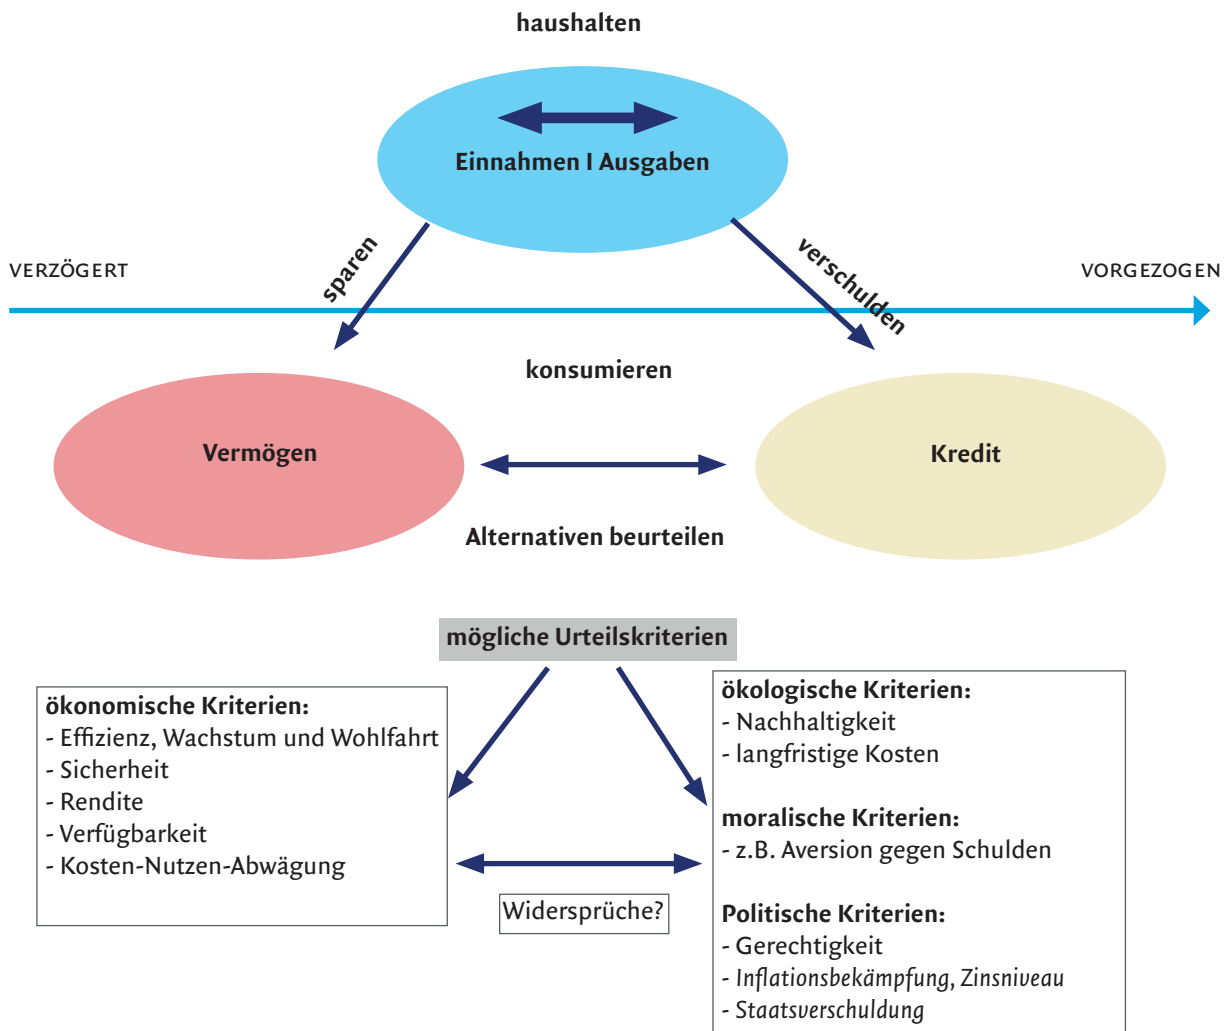 haushalten
Einnahmen I Ausgaben
sparen
verschulden
VERZÖGERT
VORGEZOGEN
konsumieren
Vermögen
Kredit
Alternativen beurteilen
mögliche Urteilskriterien
ökonomische Kriterien:
- Effizienz, Wachstum und Wohlfahrt
- Sicherheit
- Rendite
- Verfügbarkeit
- Kosten-Nutzen-Abwägung
Widersprüche?
ökologische Kriterien:
- Nachhaltigkeit
- langfristige Kosten
moralische Kriterien:
- z.B. Aversion gegen Schulden
Politische Kriterien:
- Gerechtigkeit
- Inflationsbekämpfung, Zinsniveau
- Staatsverschuldung